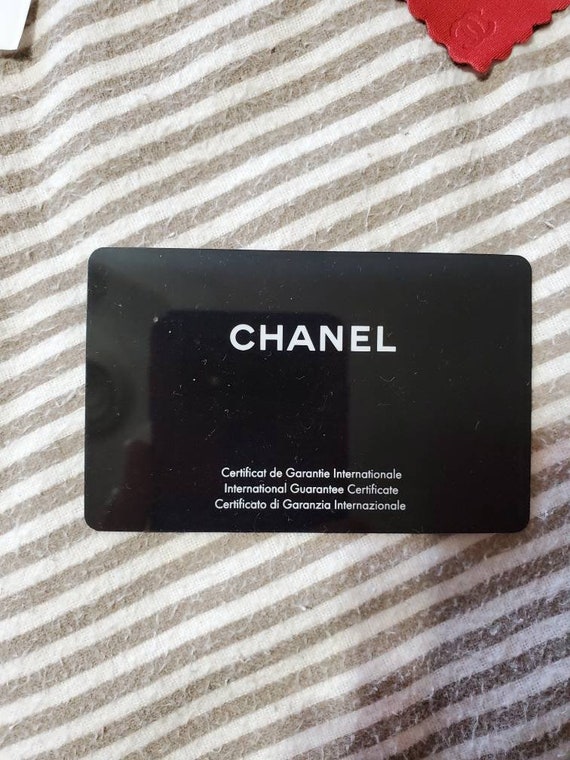 CHANEL
Certificat de Garantie Internationale
International Guarantee Certificate
Certificato di Garanzia Internazionale